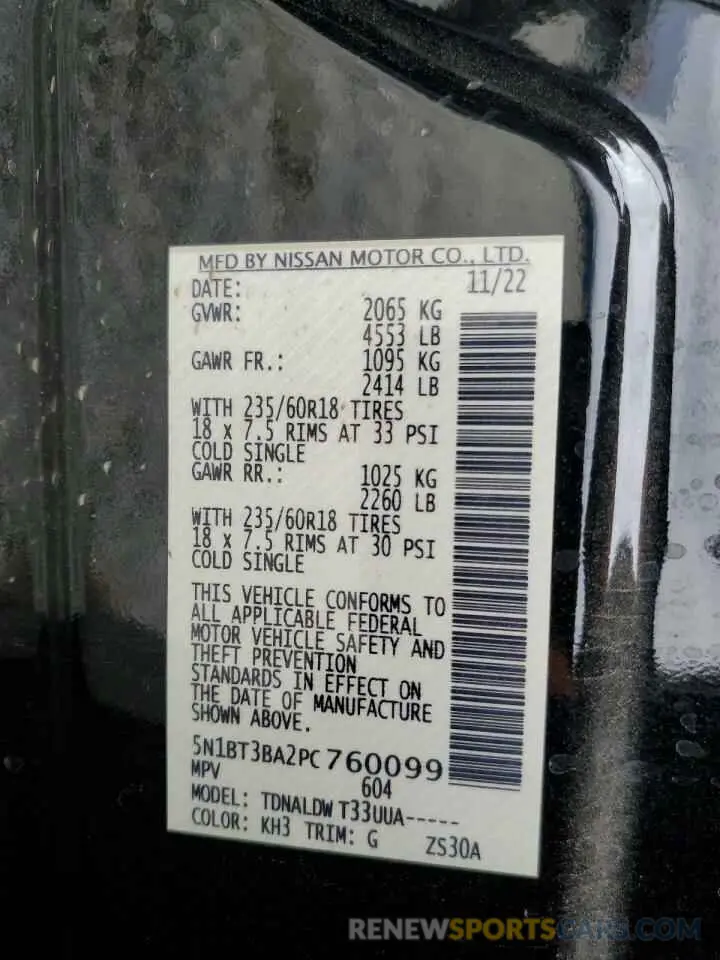 MFD BY NISSAN MOTOR CO., LTD.
DATE: 11/22
GVWR: 2065 KG
4553 LB
GAWR FR.: 1095 KG
2414 LB
WITH 235/60R18 TIRES
18 x 7.5 RIMS AT 33 PSI
COLD SINGLE
GAWR RR.: 1025 KG
2260 LB
WITH 235/60R18 TIRES
18 x 7.5 RIMS AT 30 PSI
COLD SINGLE
THIS VEHICLE CONFORMS TO
ALL APPLICABLE FEDERAL
MOTOR VEHICLE SAFETY AND
THEFT PREVENTION
STANDARDS IN EFFECT ON
THE DATE OF MANUFACTURE
SHOWN ABOVE.
5N1BT3BA2PC760099
MPV 604
MODEL: TDNALDW T33UUA-----
COLOR: KH3 TRIM: G ZS30A
RENEWSPORTSCARS.COM